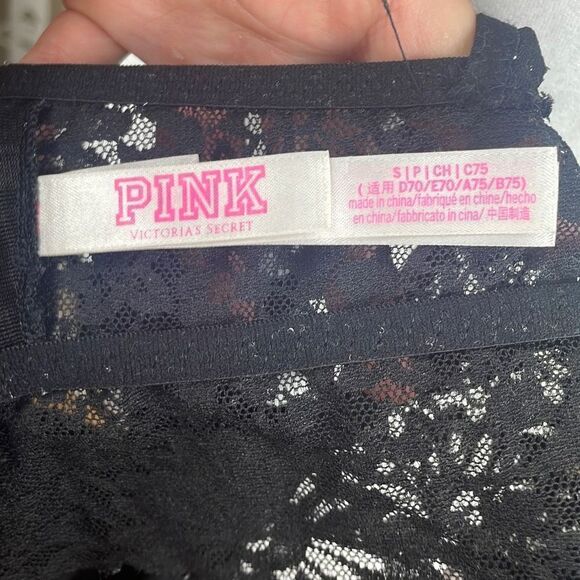 PINK
VICTORIA'S SECRET
S | P | CH | C75
( 适用 D70/E70/A75/B75)
made in china/fabriqué en chine/hecho
en china/fabbricato in cina/ 中国制造